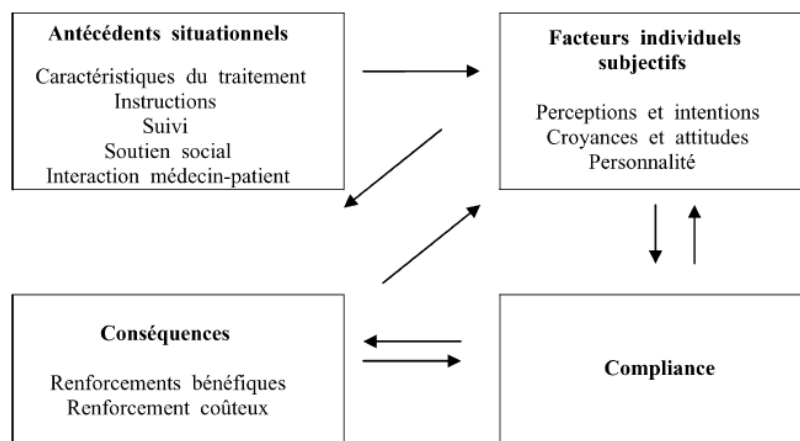 Antécédents situationnels
Caractéristiques du traitement
Instructions
Suivi
Soutien social
Interaction médecin-patient
Facteurs individuels
subjectifs
Perceptions et intentions
Croyances et attitudes
Personnalité
Conséquences
Renforcements bénéfiques
Renforcement coûteux
Compliance